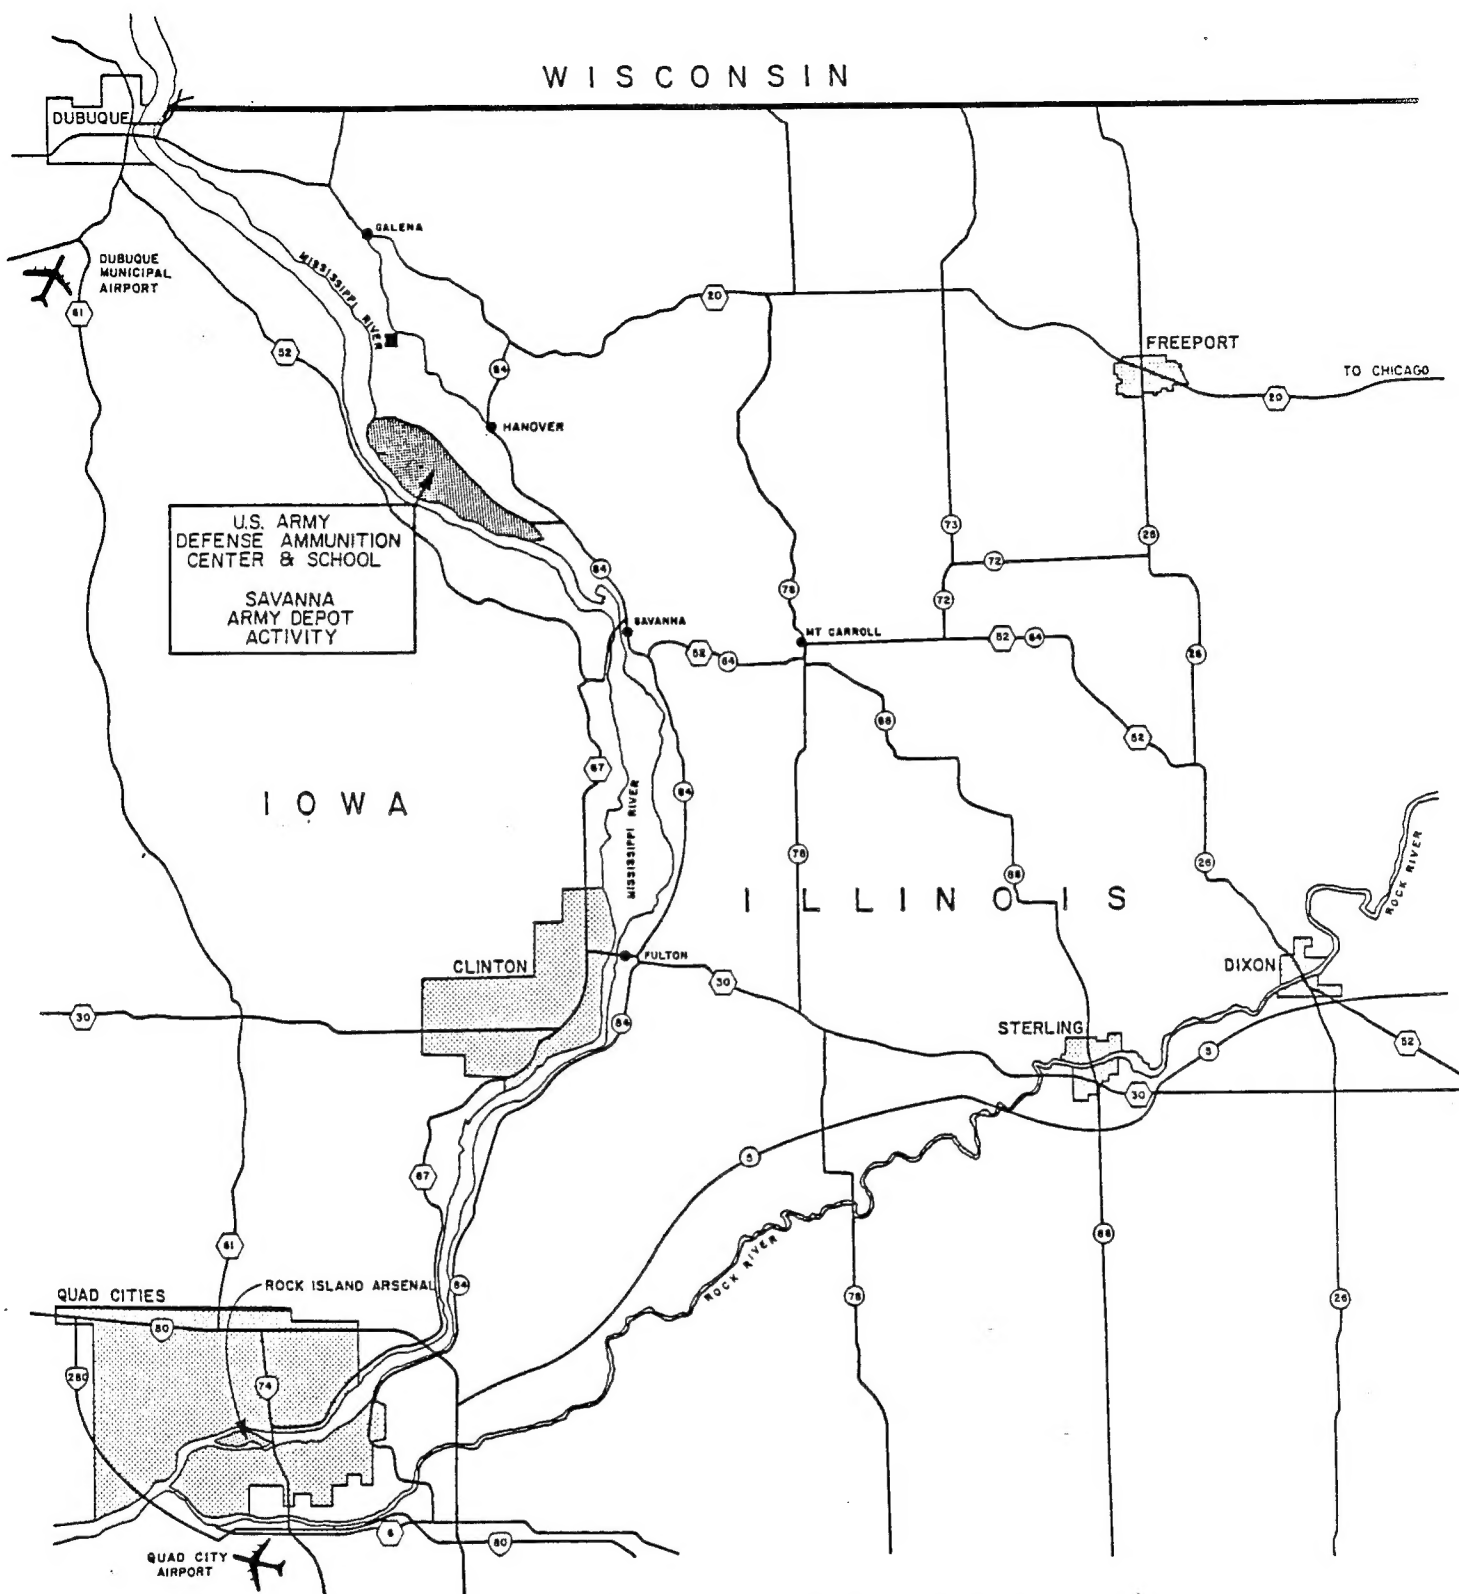 WISCONSIN
DUBUQUE
GALENA
DUBUQUE
MUNICIPAL
AIRPORT
MISSISSIPPI RIVER
61
20
52
FREEPORT
84
TO CHICAGO
20
HANOVER
U.S. ARMY
DEFENSE AMMUNITION
CENTER & SCHOOL
SAVANNA
ARMY DEPOT
ACTIVITY
73
26
72
84
78
72
SAVANNA
MT CARROLL
52
64
52
64
26
88
52
67
84
IOWA
MISSISSIPPI RIVER
78
26
88
ILLINOIS
ROCK RIVER
CLINTON
FULTON
DIXON
30
30
84
STERLING
5
52
30
67
5
88
61
ROCK RIVER
ROCK ISLAND ARSENAL
84
QUAD CITIES
78
26
80
280
74
6
80
QUAD CITY
AIRPORT